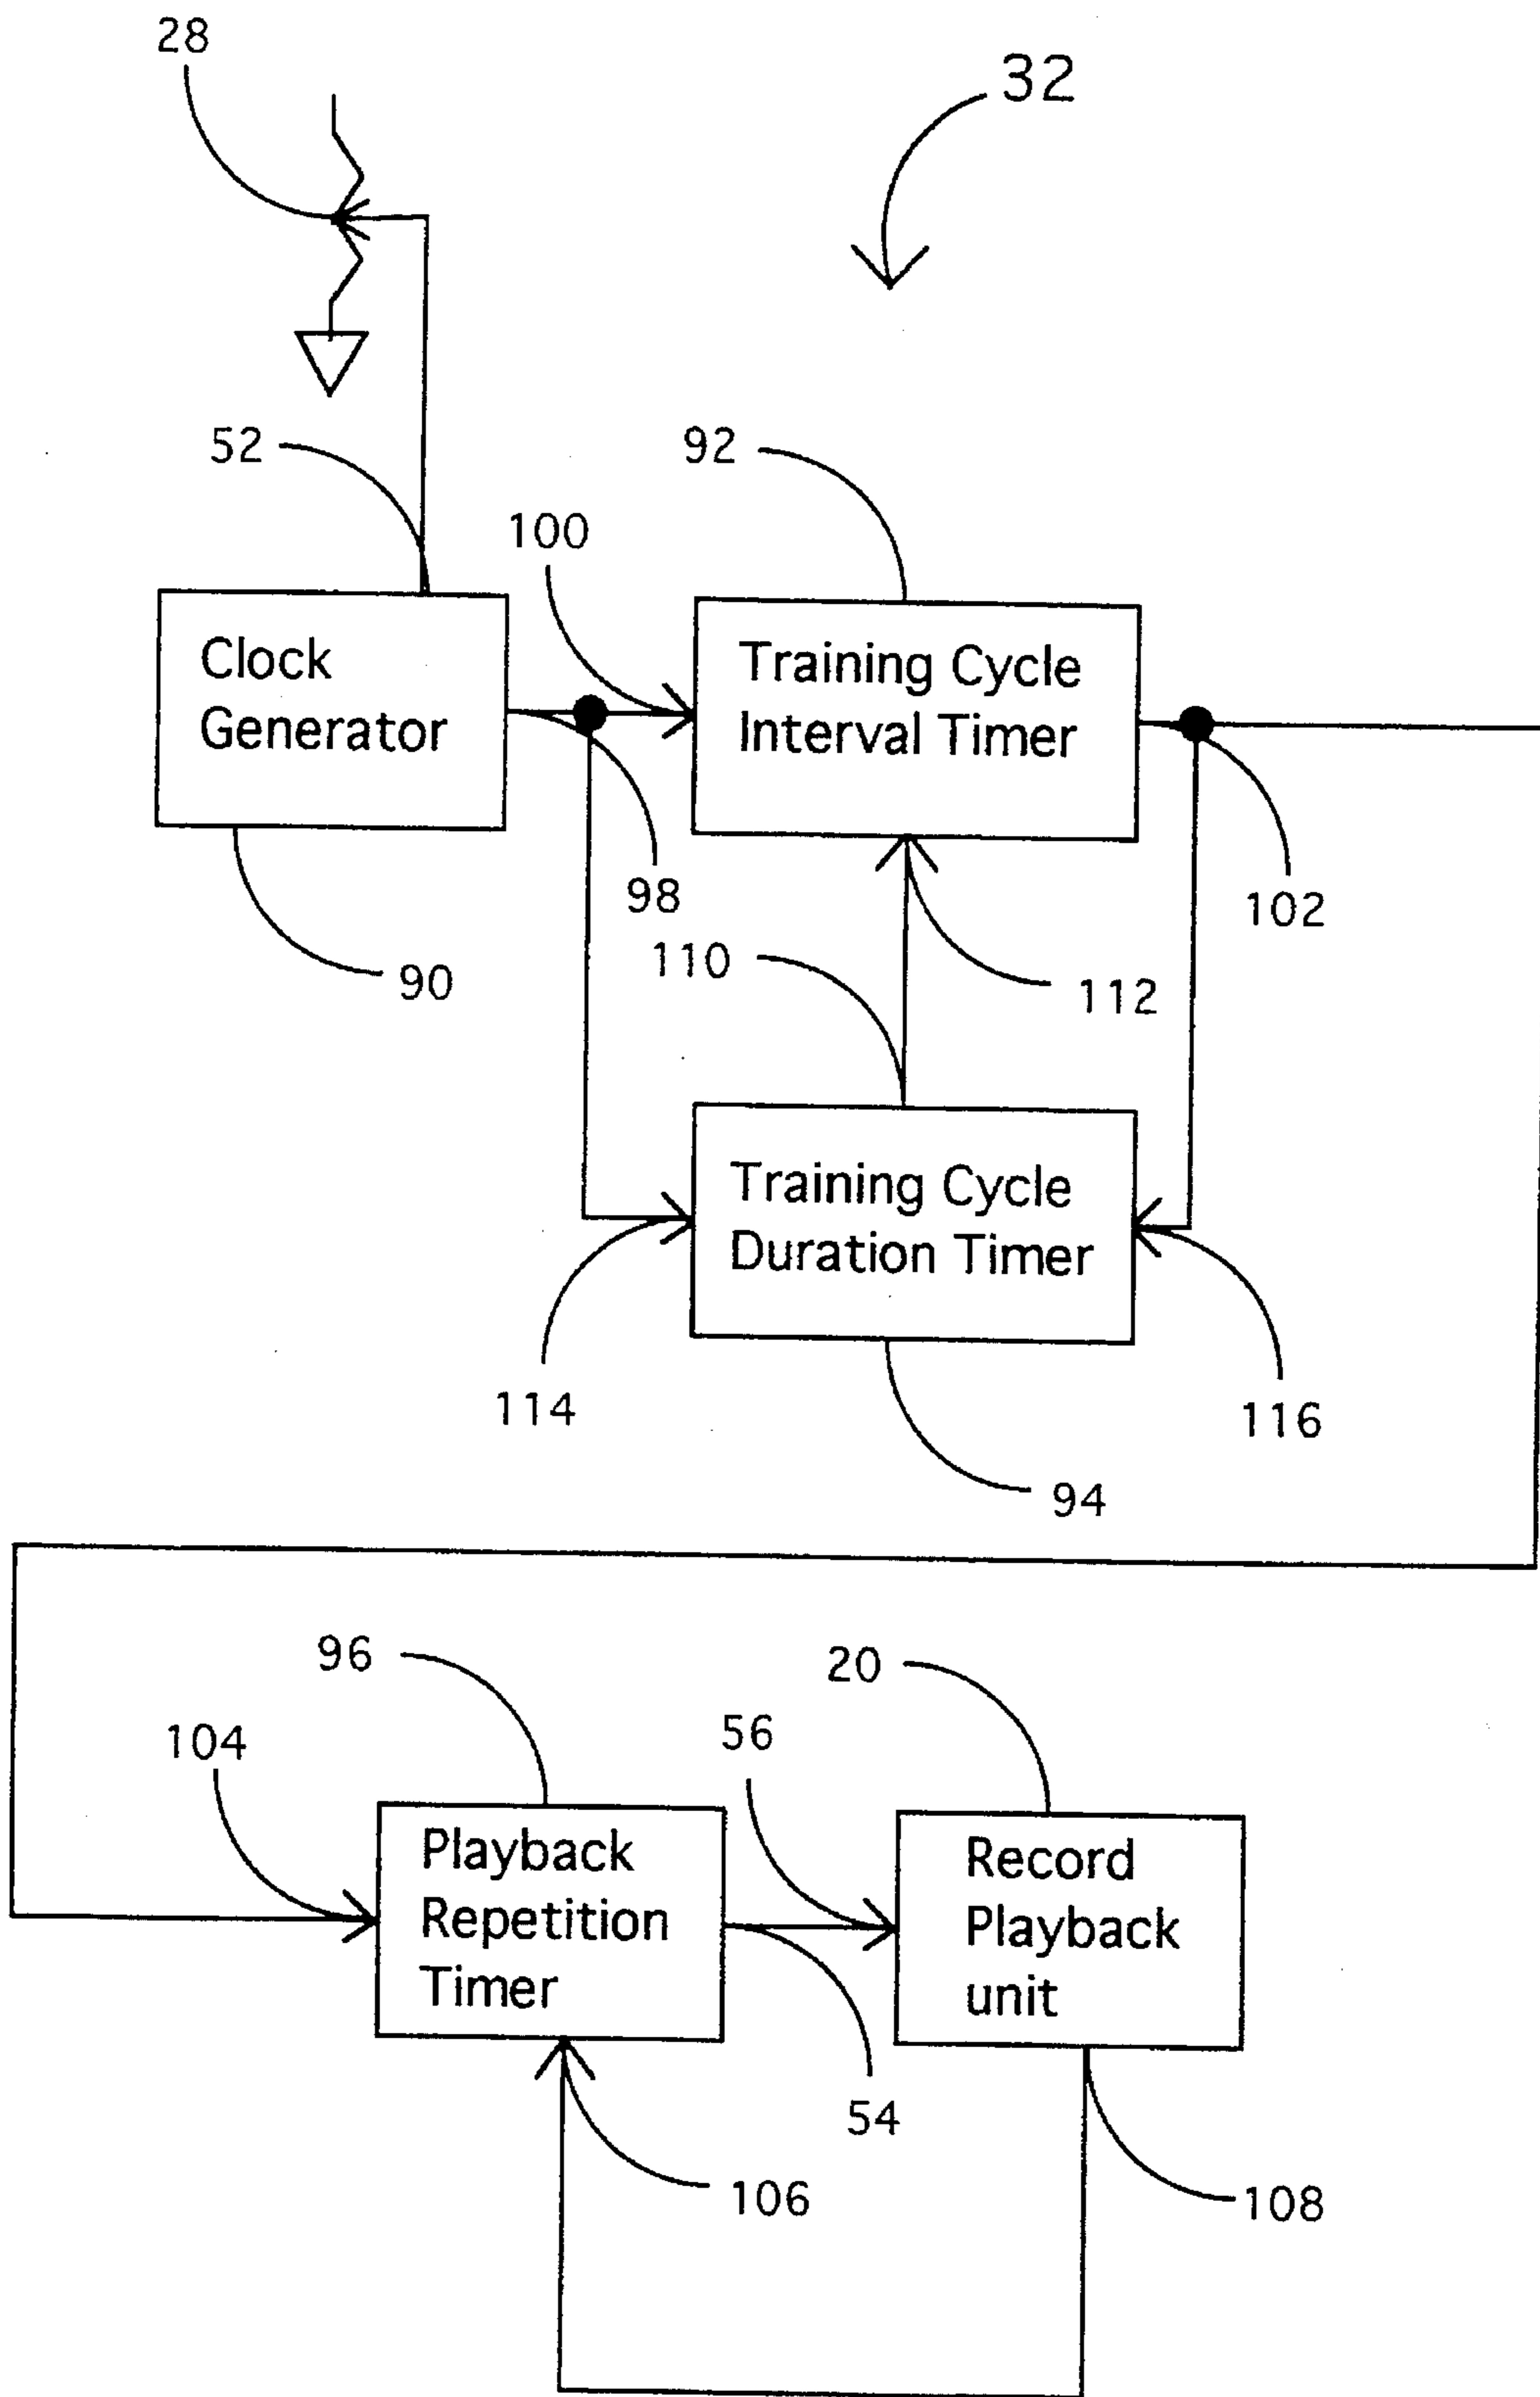 28
32
52
92
100
Clock
Generator
Training Cycle
Interval Timer
98
102
90
110
112
Training Cycle
Duration Timer
114
116
94
96
20
104
56
Playback
Repetition
Timer
Record
Playback
unit
54
106
108